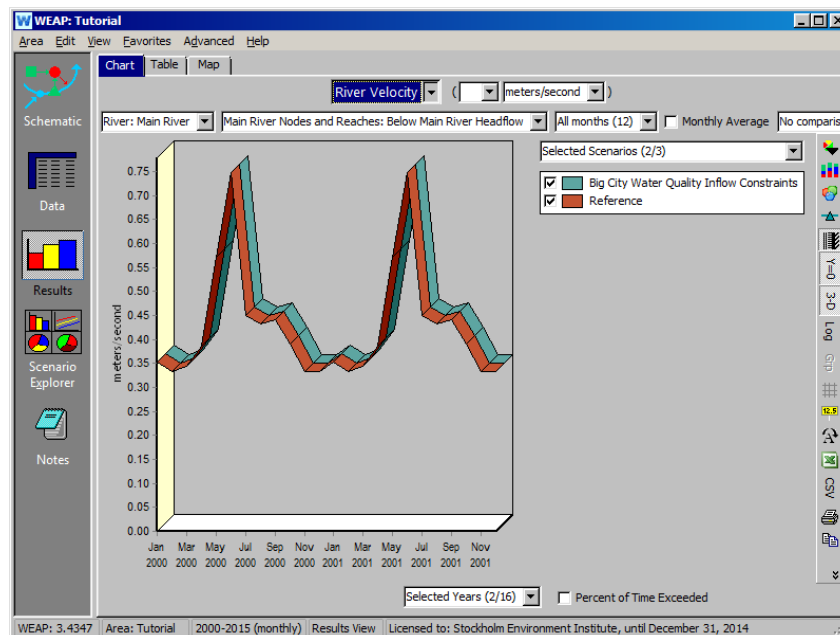 WEAP: Tutorial
Area Edit View Favorites Advanced Help
Schematic
Data
Results
Scenario
Explorer
Notes
Chart Table Map
River Velocity ( meters/second )
River: Main River Main River Nodes and Reaches: Below Main River Headflow All months (12) Monthly Average No comparis
Selected Scenarios (2/3)
Big City Water Quality Inflow Constraints
Reference
meters/second
0.75
0.70
0.65
0.60
0.55
0.50
0.45
0.40
0.35
0.30
0.25
0.20
0.15
0.10
0.05
0.00
Jan Mar May Jul Sep Nov Jan Mar May Jul Sep Nov
2000 2000 2000 2000 2000 2000 2001 2001 2001 2001 2001 2001
Y=0
3-D
Log
Grp
12.5
A
CSV
Selected Years (2/16) Percent of Time Exceeded
WEAP: 3.4347 Area: Tutorial 2000-2015 (monthly) Results View Licensed to: Stockholm Environment Institute, until December 31, 2014